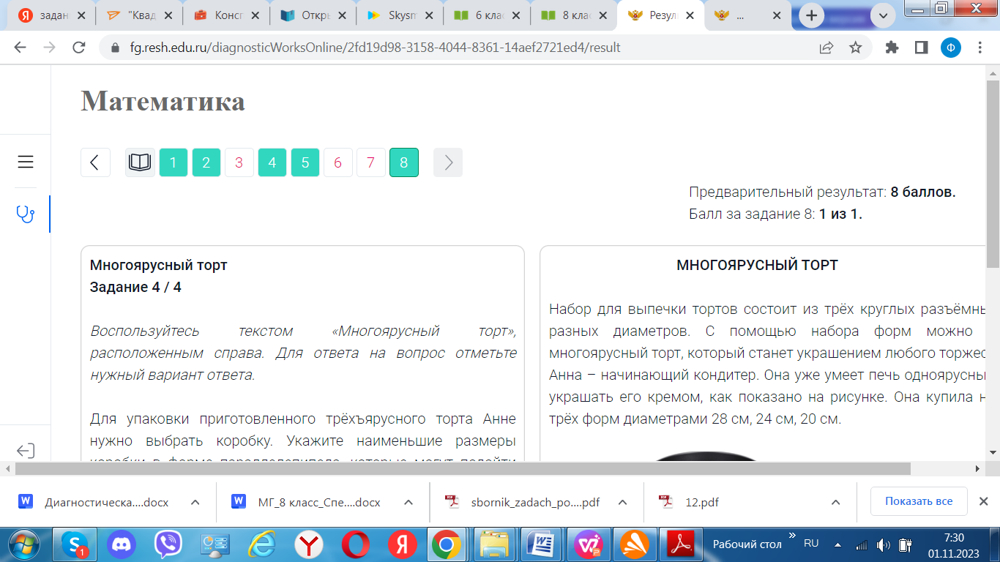 задан
"Квад
Консп
Откры
Skysm
6 клас
8 клас
Резул
...
fg.resh.edu.ru/diagnosticWorksOnline/2fd19d98-3158-4044-8361-14aef2721ed4/result
Ф
Математика
1 2 3 4 5 6 7 8
Предварительный результат: 8 баллов.
Балл за задание 8: 1 из 1.
Многоярусный торт
Задание 4 / 4
Воспользуйтесь текстом «Многоярусный торт»,
расположенным справа. Для ответа на вопрос отметьте
нужный вариант ответа.
Для упаковки приготовленного трёхъярусного торта Анне
нужно выбрать коробку. Укажите наименьшие размеры
коробки в форме параллелепипеда, которые могут подойти
МНОГОЯРУСНЫЙ ТОРТ
Набор для выпечки тортов состоит из трёх круглых разъёмны
разных диаметров. С помощью набора форм можно
многоярусный торт, который станет украшением любого торжес
Анна – начинающий кондитер. Она уже умеет печь одноярусны
украшать его кремом, как показано на рисунке. Она купила н
трёх форм диаметрами 28 см, 24 см, 20 см.
Диагностическа....docx
МГ_8 класс_Спе....docx
sbornik_zadach_po....pdf
12.pdf
Показать все
Рабочий стол
RU
7:30
01.11.2023